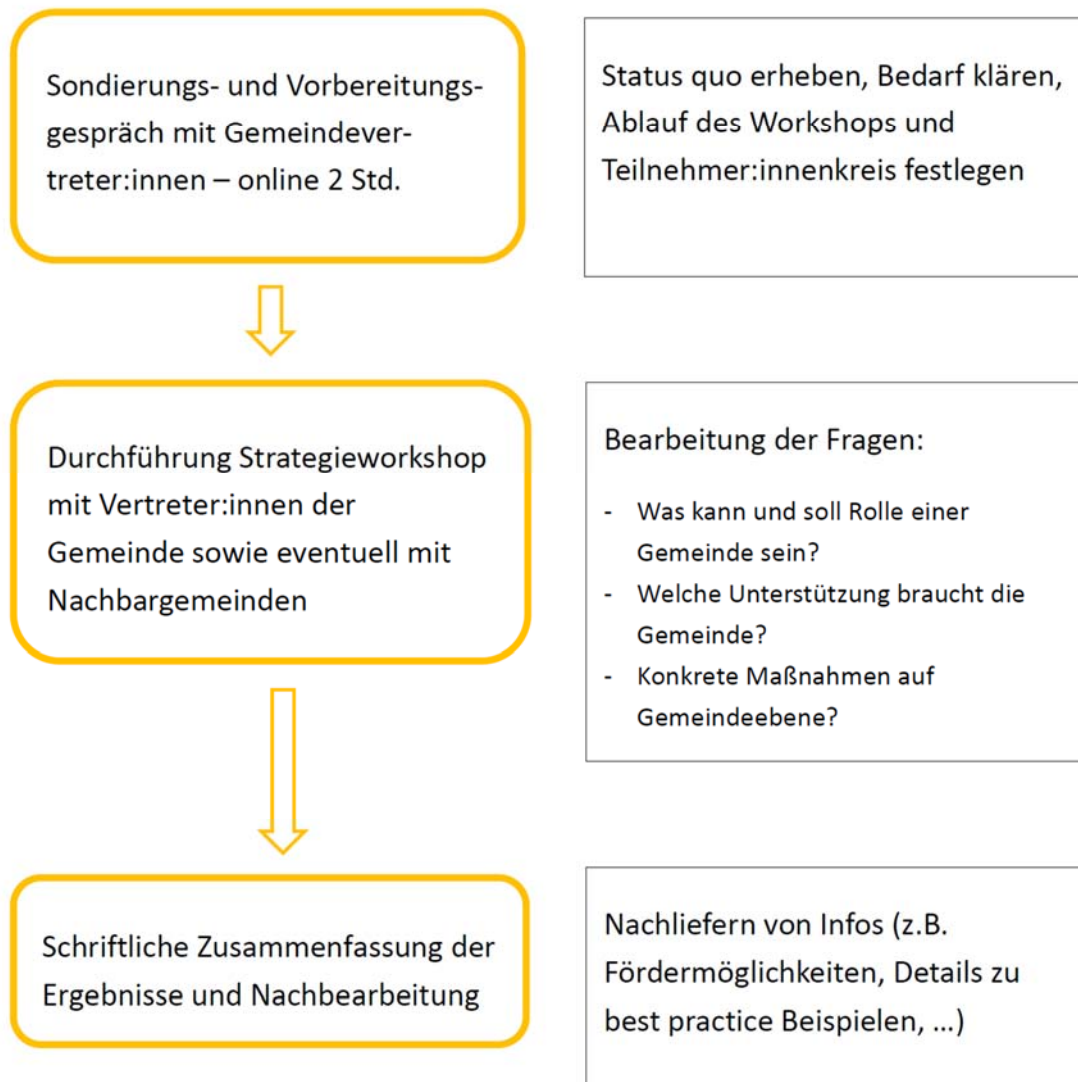 Sondierungs- und Vorbereitungs-
gespräch mit Gemeindever-
treter:innen – online 2 Std.
Status quo erheben, Bedarf klären,
Ablauf des Workshops und
Teilnehmer:innenkreis festlegen
Durchführung Strategieworkshop
mit Vertreter:innen der
Gemeinde sowie eventuell mit
Nachbargemeinden
Bearbeitung der Fragen:
- Was kann und soll Rolle einer
Gemeinde sein?
- Welche Unterstützung braucht die
Gemeinde?
- Konkrete Maßnahmen auf
Gemeindeebene?
Schriftliche Zusammenfassung der
Ergebnisse und Nachbearbeitung
Nachliefern von Infos (z.B.
Fördermöglichkeiten, Details zu
best practice Beispielen, ...)